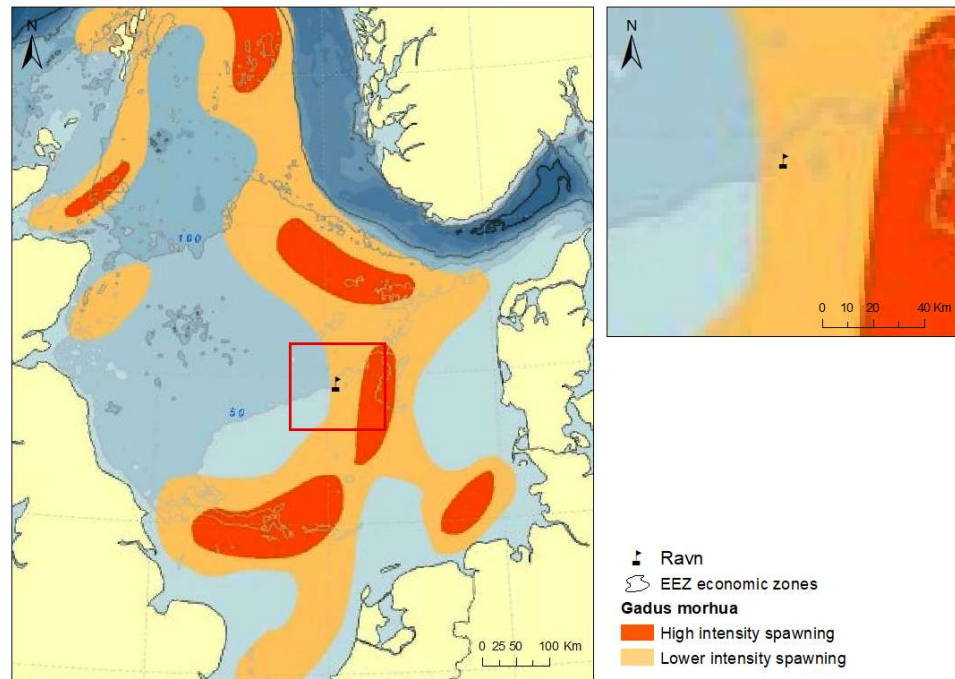 N
100
50
0 25 50 100 Km
N
0 10 20 40 Km
Ravn
EEZ economic zones
Gadus morhua
High intensity spawning
Lower intensity spawning